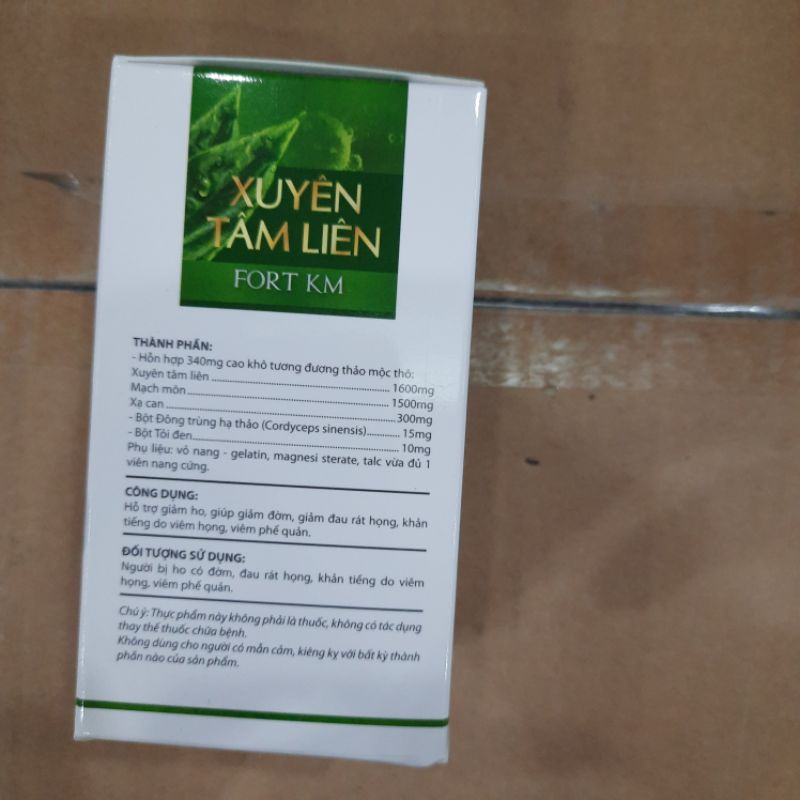 XUYÊN
TÂM LIÊN
FORT KM
THÀNH PHẦN:
- Hỗn hợp 340mg cao khô tương đương thảo mộc thô:
Xuyên tâm liên ........ 1600mg
Mạch môn ........ 1500mg
Xạ can ........ 300mg
- Bột Đông trùng hạ thảo (Cordyceps sinensis) ........ 15mg
- Bột Tỏi đen ........ 10mg
Phụ liệu: vỏ nang - gelatin, magnesi sterate, talc vừa đủ 1
viên nang cứng.
CÔNG DỤNG:
Hỗ trợ giảm ho, giúp giảm đờm, giảm đau rát họng, khản
tiếng do viêm họng, viêm phế quản.
ĐỐI TƯỢNG SỬ DỤNG:
Người bị ho có đờm, đau rát họng, khản tiếng do viêm
họng, viêm phế quản.
Chú ý: Thực phẩm này không phải là thuốc, không có tác dụng
thay thế thuốc chữa bệnh.
Không dùng cho người có mẫn cảm, kiêng kỵ với bất kỳ thành
phần nào của sản phẩm.